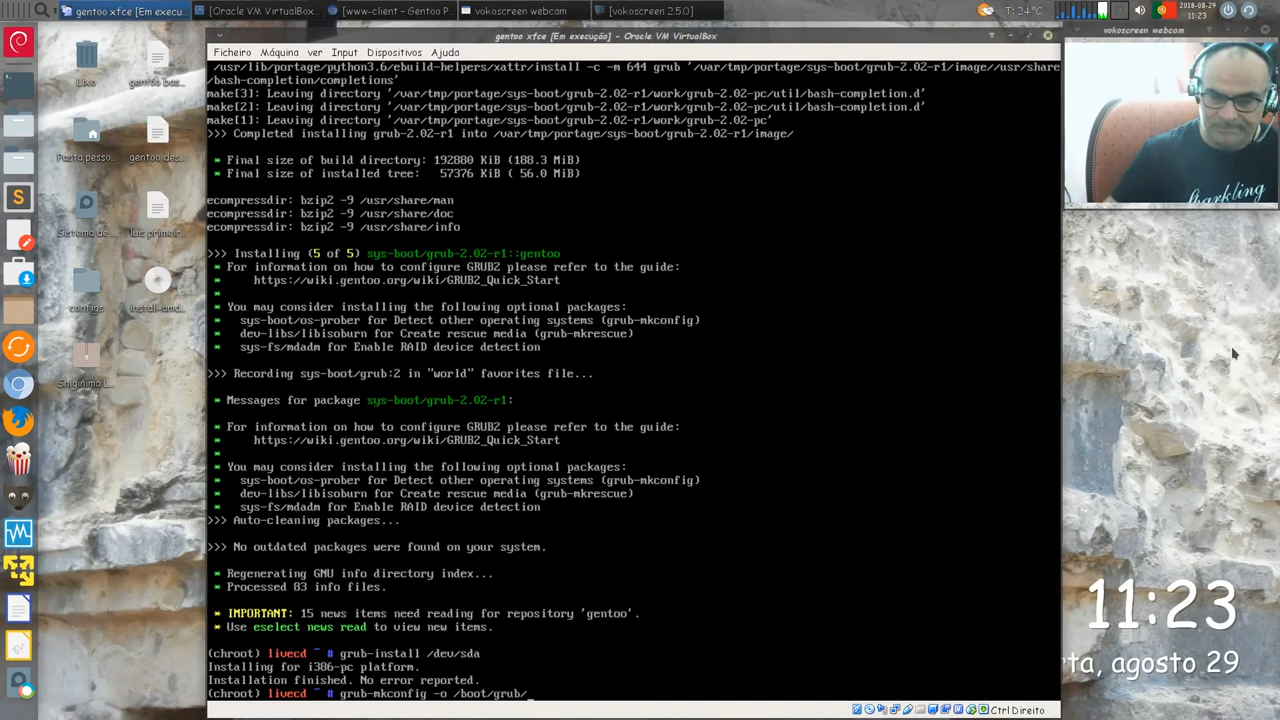 gentoo xfce [Em execu...
[Oracle VM VirtualBox...
[www-client – Gentoo P...
vokoscreen webcam
[vokoscreen 2.5.0]
T: 24°C
2018-08-29
11:23
gentoo xfce [Em execução] - Oracle VM VirtualBox
vokoscreen webcam
Ficheiro Máquina ver Input Dispositivos Ajuda
/usr/lib/portage/python3.6/ebuild-helpers/xattr/install -c -m 644 grub '/var/tmp/portage/sys-boot/grub-2.02-r1/image//usr/share
/bash-completion/completions'
make[3]: Leaving directory '/var/tmp/portage/sys-boot/grub-2.02-r1/work/grub-2.02-pc/util/bash-completion.d'
make[2]: Leaving directory '/var/tmp/portage/sys-boot/grub-2.02-r1/work/grub-2.02-pc/util/bash-completion.d'
make[1]: Leaving directory '/var/tmp/portage/sys-boot/grub-2.02-r1/work/grub-2.02-pc'
>>> Completed installing grub-2.02-r1 into /var/tmp/portage/sys-boot/grub-2.02-r1/image/
* Final size of build directory: 192880 KiB (188.3 MiB)
* Final size of installed tree: 57376 KiB ( 56.0 MiB)
ecompressdir: bzip2 -9 /usr/share/man
ecompressdir: bzip2 -9 /usr/share/doc
ecompressdir: bzip2 -9 /usr/share/info
>>> Installing (5 of 5) sys-boot/grub-2.02-r1::gentoo
* For information on how to configure GRUB2 please refer to the guide:
* https://wiki.gentoo.org/wiki/GRUB2_Quick_Start
*
* You may consider installing the following optional packages:
* sys-boot/os-prober for Detect other operating systems (grub-mkconfig)
* dev-libs/libisoburn for Create rescue media (grub-mkrescue)
* sys-fs/mdadm for Enable RAID device detection
>>> Recording sys-boot/grub:2 in "world" favorites file...
* Messages for package sys-boot/grub-2.02-r1:
* For information on how to configure GRUB2 please refer to the guide:
* https://wiki.gentoo.org/wiki/GRUB2_Quick_Start
*
* You may consider installing the following optional packages:
* sys-boot/os-prober for Detect other operating systems (grub-mkconfig)
* dev-libs/libisoburn for Create rescue media (grub-mkrescue)
* sys-fs/mdadm for Enable RAID device detection
>>> Auto-cleaning packages...
>>> No outdated packages were found on your system.
* Regenerating GNU info directory index...
* Processed 83 info files.
* IMPORTANT: 15 news items need reading for repository 'gentoo'.
* Use eselect news read to view new items.
(chroot) livecd ~ # grub-install /dev/sda
Installing for i386-pc platform.
Installation finished. No error reported.
(chroot) livecd ~ # grub-mkconfig -o /boot/grub/_
Ctrl Direito
Lixo
gentoo bas...
Pasta pesso...
gentoo des...
Sistema de ...
luis primeir...
configs
install-amd...
Shiginima L...
S
sharkling
11:23
rta, agosto 29